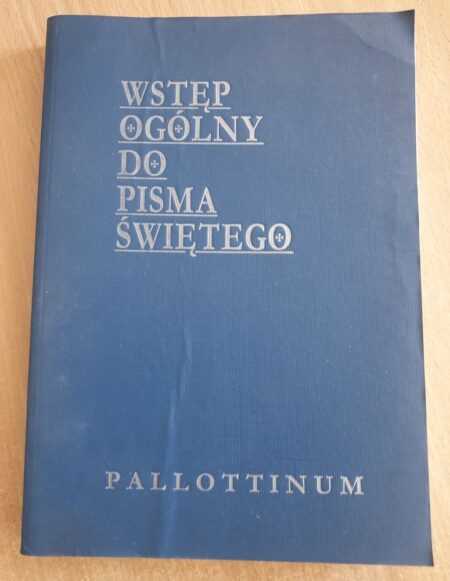 WSTĘP
OGÓLNY
DO
PISMA
ŚWIĘTEGO
PALLOTTINUM